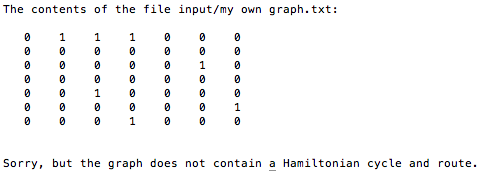 The contents of the file input/my own graph.txt:
0 1 1 1 0 0 0
0 0 0 0 0 0 0
0 0 0 0 0 1 0
0 0 0 0 0 0 0
0 0 1 0 0 0 0
0 0 0 0 0 0 1
0 0 0 1 0 0 0
Sorry, but the graph does not contain a Hamiltonian cycle and route.